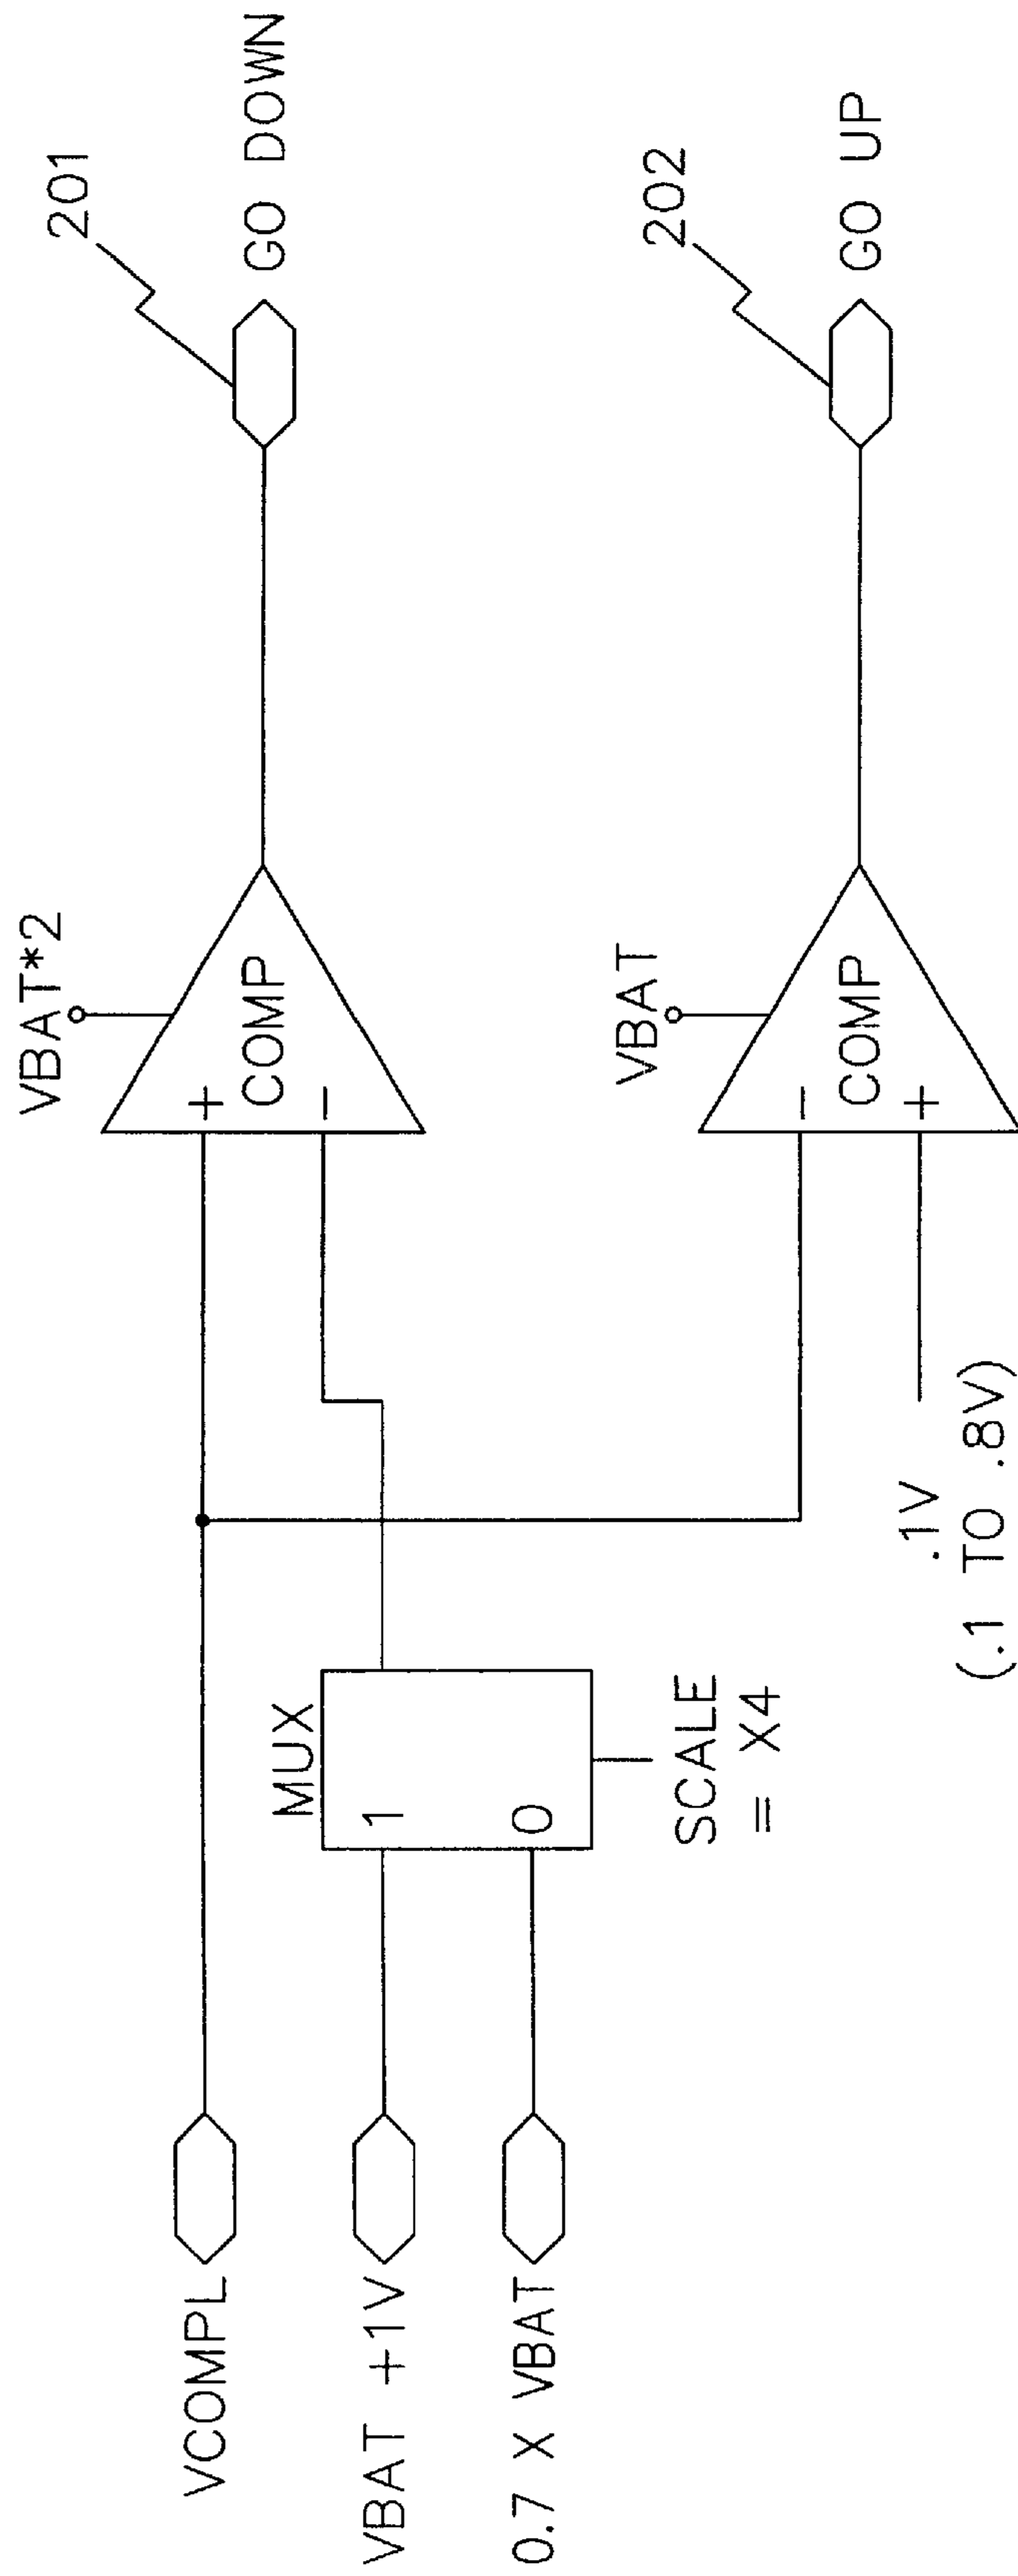 VCOMPL
VBAT +1V
0.7 X VBAT
MUX
1
0
SCALE
= X4
VBAT*2
+
COMP
−
201
GO DOWN
VBAT
−
COMP
+
.1V
(.1 TO .8V)
202
GO UP